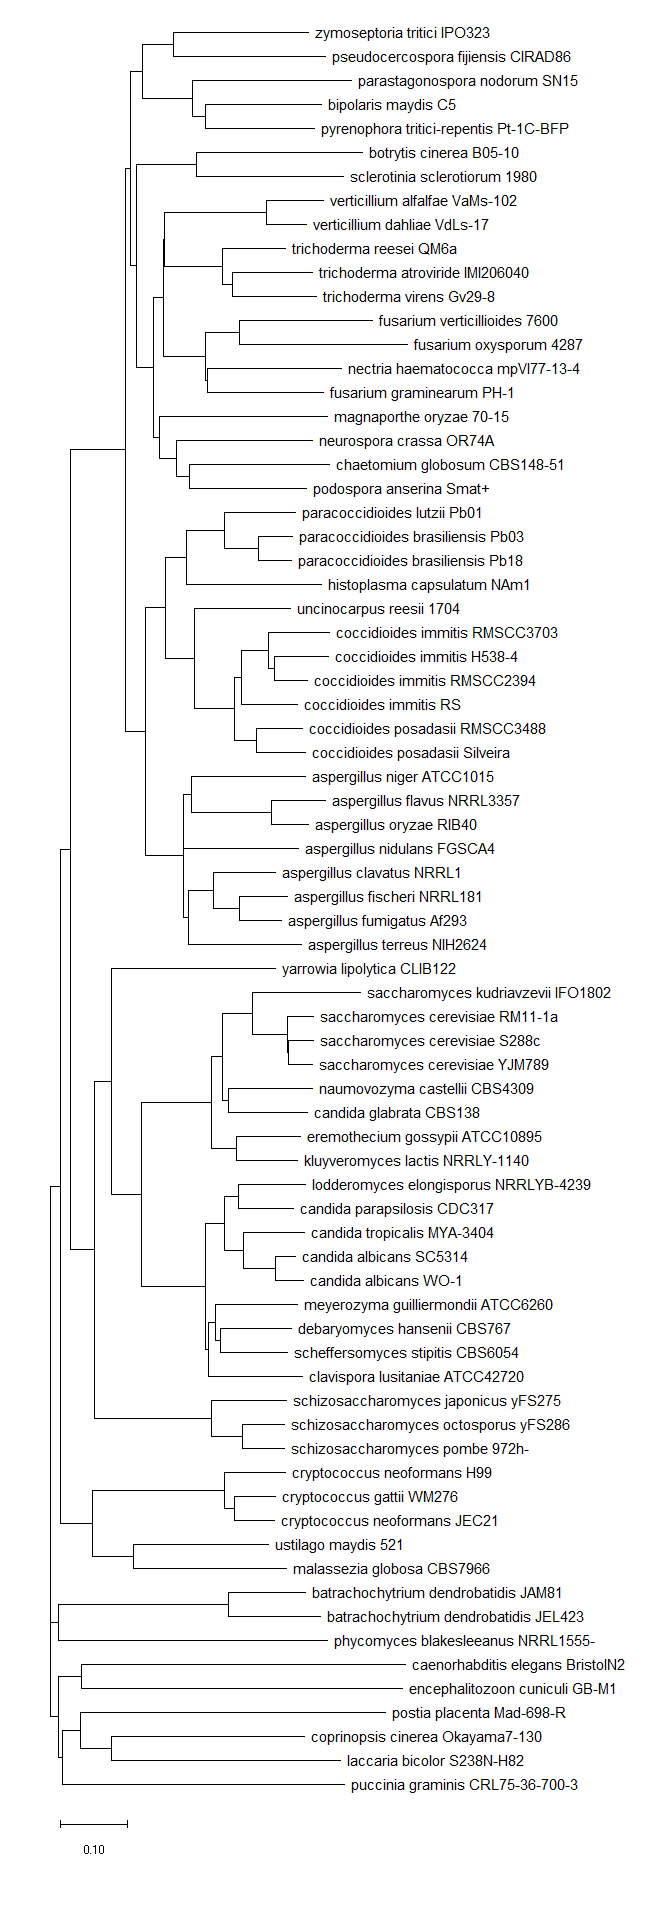 zymoseptoria tritici IPO323
pseudocercospora fijiensis CIRAD86
parastagonospora nodorum SN15
bipolaris maydis C5
pyrenophora tritici-repentis Pt-1C-BFP
botrytis cinerea B05-10
sclerotinia sclerotiorum 1980
verticillium alfalfae VaMs-102
verticillium dahliae VdLs-17
trichoderma reesei QM6a
trichoderma atroviride IMI206040
trichoderma virens Gv29-8
fusarium verticillioides 7600
fusarium oxysporum 4287
nectria haematococca mpVI77-13-4
fusarium graminearum PH-1
magnaporthe oryzae 70-15
neurospora crassa OR74A
chaetomium globosum CBS148-51
podospora anserina Smat+
paracoccidioides lutzii Pb01
paracoccidioides brasiliensis Pb03
paracoccidioides brasiliensis Pb18
histoplasma capsulatum NAm1
uncinocarpus reesii 1704
coccidioides immitis RMSCC3703
coccidioides immitis H538-4
coccidioides immitis RMSCC2394
coccidioides immitis RS
coccidioides posadasii RMSCC3488
coccidioides posadasii Silveira
aspergillus niger ATCC1015
aspergillus flavus NRRL3357
aspergillus oryzae RIB40
aspergillus nidulans FGSCA4
aspergillus clavatus NRRL1
aspergillus fischeri NRRL181
aspergillus fumigatus Af293
aspergillus terreus NIH2624
yarrowia lipolytica CLIB122
saccharomyces kudriavzevii IFO1802
saccharomyces cerevisiae RM11-1a
saccharomyces cerevisiae S288c
saccharomyces cerevisiae YJM789
naumovozyma castellii CBS4309
candida glabrata CBS138
eremothecium gossypii ATCC10895
kluyveromyces lactis NRRLY-1140
lodderomyces elongisporus NRRLYB-4239
candida parapsilosis CDC317
candida tropicalis MYA-3404
candida albicans SC5314
candida albicans WO-1
meyerozyma guilliermondii ATCC6260
debaryomyces hansenii CBS767
scheffersomyces stipitis CBS6054
clavispora lusitaniae ATCC42720
schizosaccharomyces japonicus yFS275
schizosaccharomyces octosporus yFS286
schizosaccharomyces pombe 972h-
cryptococcus neoformans H99
cryptococcus gattii WM276
cryptococcus neoformans JEC21
ustilago maydis 521
malassezia globosa CBS7966
batrachochytrium dendrobatidis JAM81
batrachochytrium dendrobatidis JEL423
phycomyces blakesleeanus NRRL1555-
caenorhabditis elegans BristolN2
encephalitozoon cuniculi GB-M1
postia placenta Mad-698-R
coprinopsis cinerea Okayama7-130
laccaria bicolor S238N-H82
puccinia graminis CRL75-36-700-3
0.10